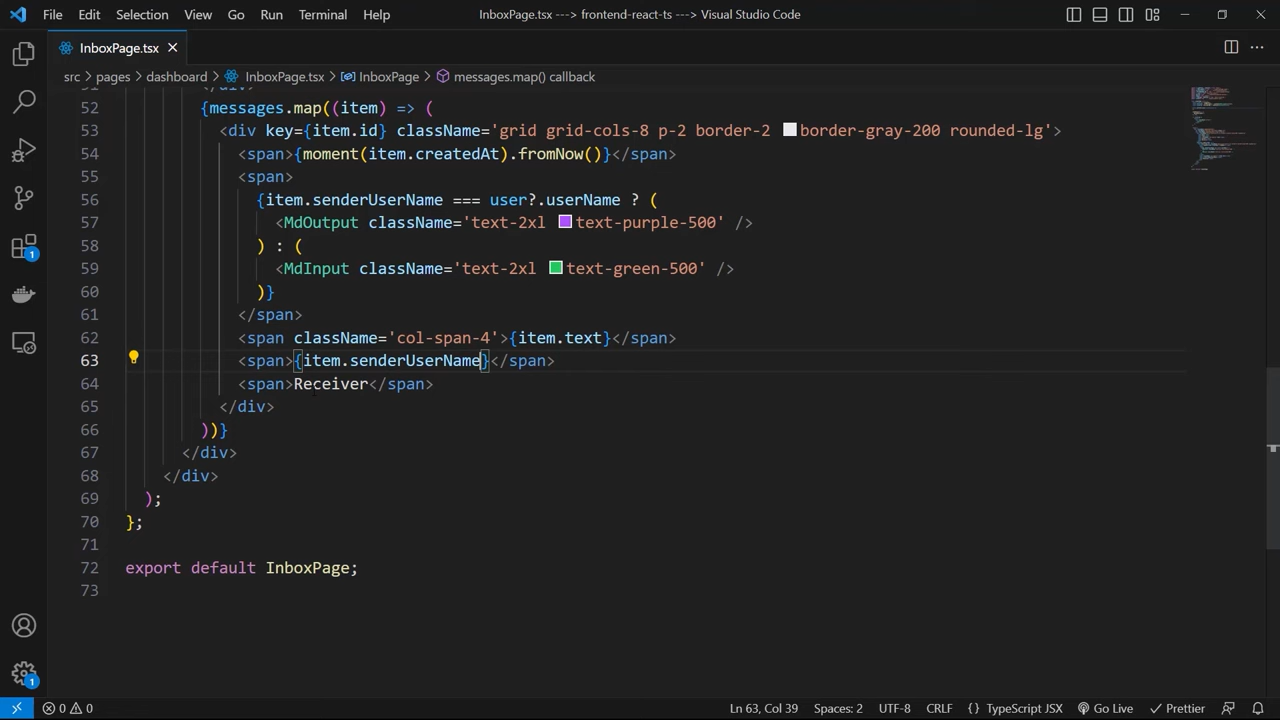 File Edit Selection View Go Run Terminal Help InboxPage.tsx ---> frontend-react-ts ---> Visual Studio Code
InboxPage.tsx
src > pages > dashboard > InboxPage.tsx > InboxPage > messages.map() callback
51 </div>
52 {messages.map((item) => (
53 <div key={item.id} className='grid grid-cols-8 p-2 border-2 border-gray-200 rounded-lg'>
54 <span>{moment(item.createdAt).fromNow()}</span>
55 <span>
56 {item.senderUserName === user?.userName ? (
57 <MdOutput className='text-2xl text-purple-500' />
58 ) : (
59 <MdInput className='text-2xl text-green-500' />
60 )}
61 </span>
62 <span className='col-span-4'>{item.text}</span>
63 <span>{item.senderUserName}</span>
64 <span>Receiver</span>
65 </div>
66 ))}
67 </div>
68 </div>
69 );
70 };
71
72 export default InboxPage;
73
1
1
0 0 Ln 63, Col 39 Spaces: 2 UTF-8 CRLF {} TypeScript JSX Go Live Prettier